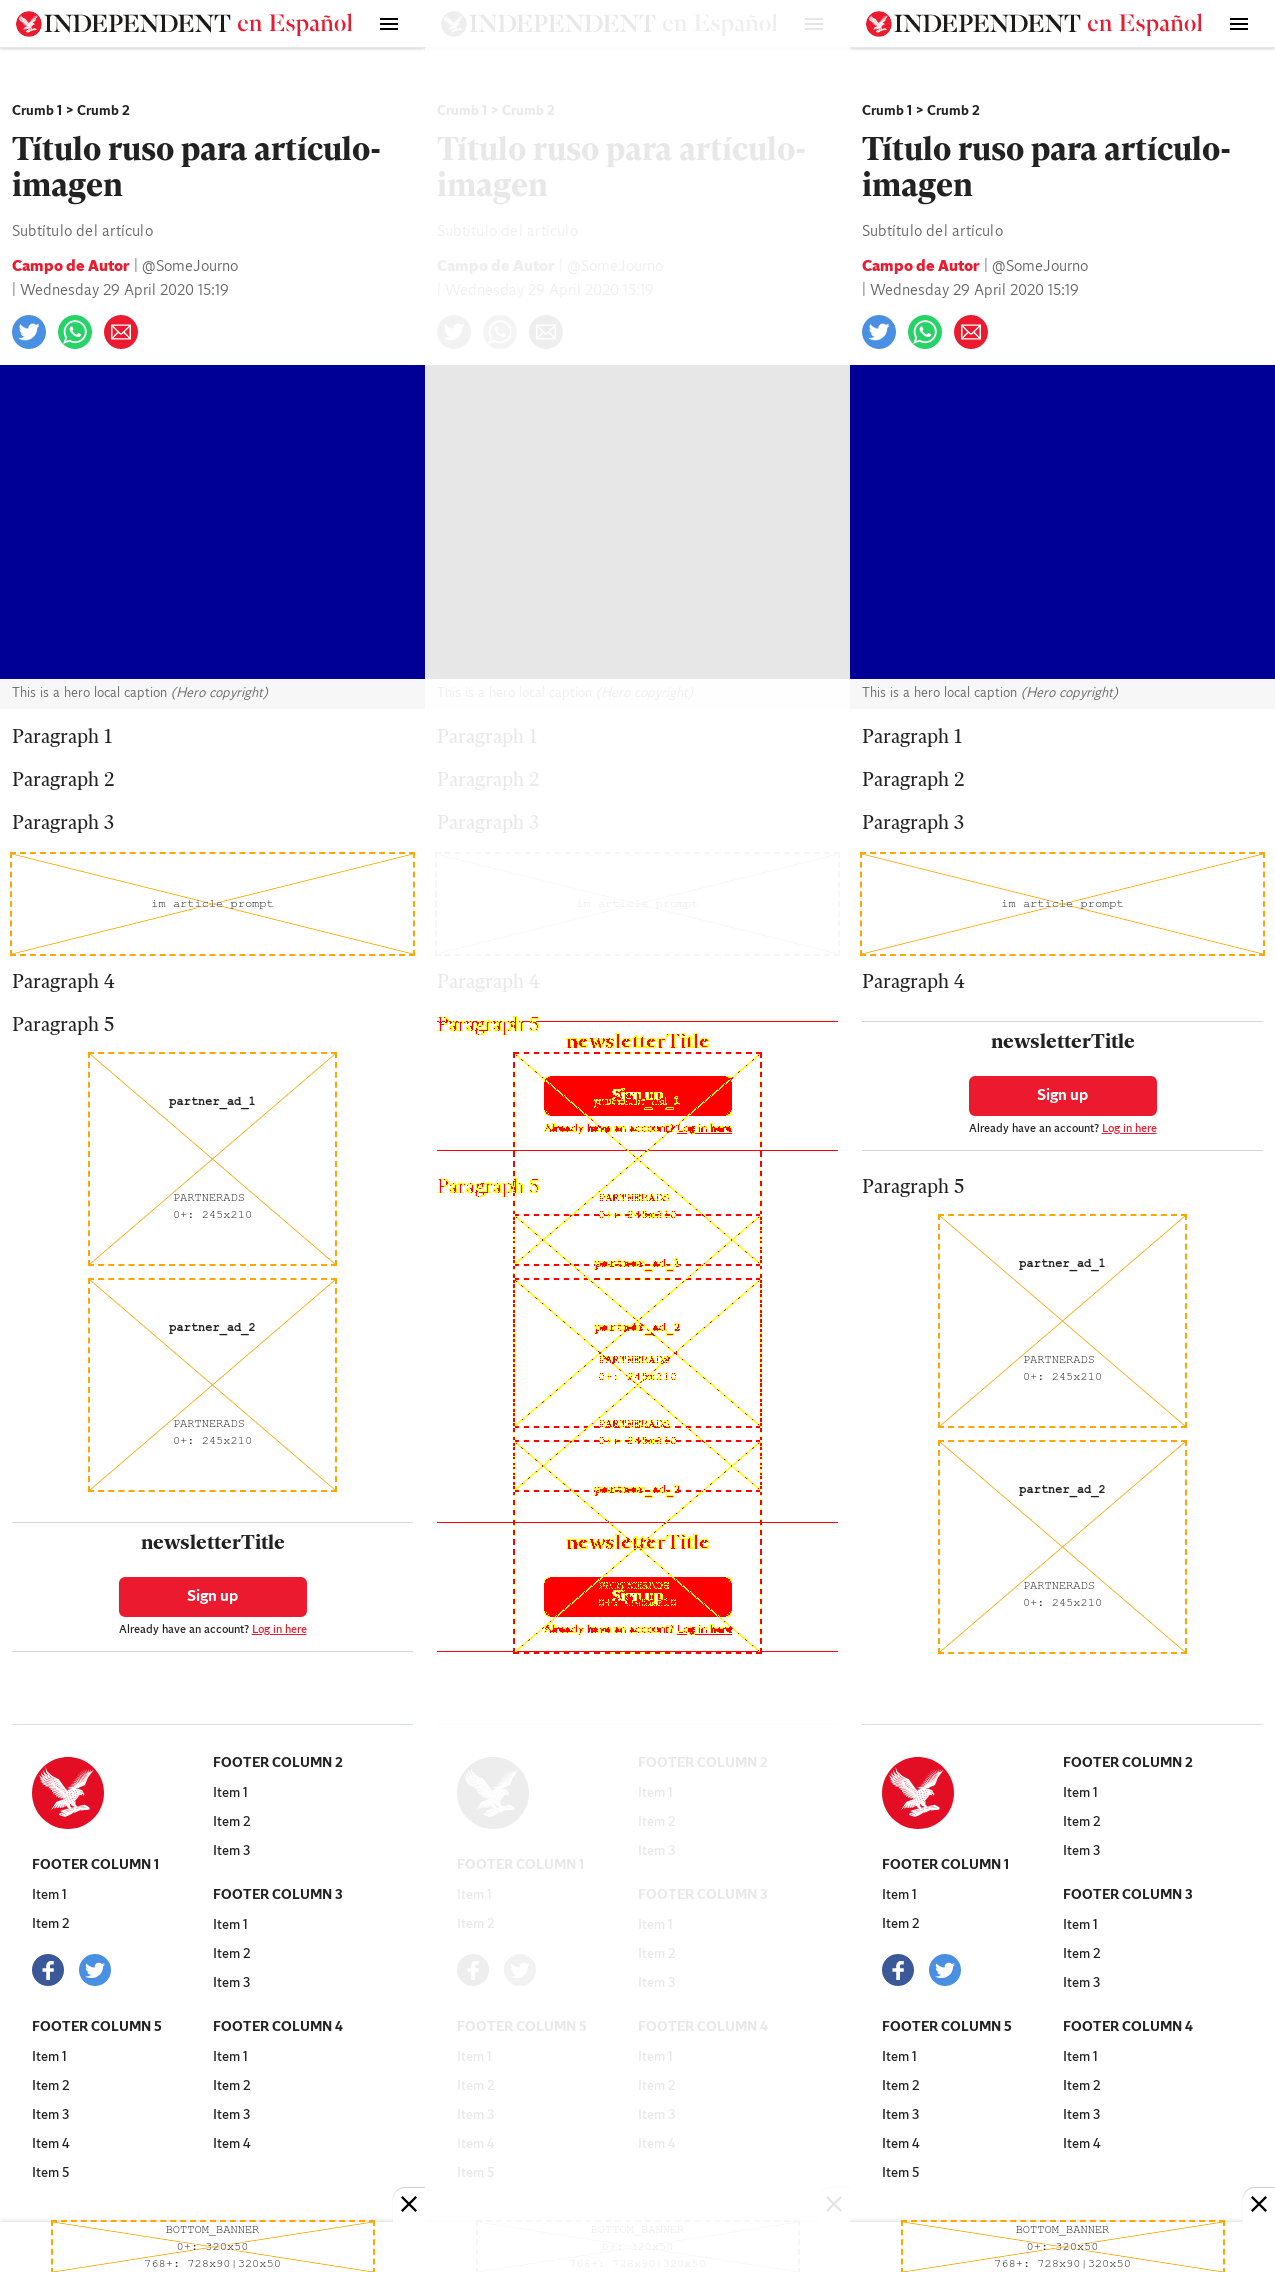 INDEPENDENT en Español
Crumb 1 > Crumb 2
Título ruso para artículo-
imagen
Subtítulo del artículo
Campo de Autor | @SomeJourno
| Wednesday 29 April 2020 15:19
This is a hero local caption (Hero copyright)
Paragraph 1
Paragraph 2
Paragraph 3
im article prompt
Paragraph 4
Paragraph 5
partner_ad_1
PARTNERADS
0+: 245x210
partner_ad_2
PARTNERADS
0+: 245x210
newsletterTitle
Sign up
Already have an account? Log in here
FOOTER COLUMN 1
Item 1
Item 2
FOOTER COLUMN 5
Item 1
Item 2
Item 3
Item 4
Item 5
FOOTER COLUMN 2
Item 1
Item 2
Item 3
FOOTER COLUMN 3
Item 1
Item 2
Item 3
FOOTER COLUMN 4
Item 1
Item 2
Item 3
Item 4
BOTTOM_BANNER
0+: 320x50
768+: 728x90|320x50
INDEPENDENT en Español
Crumb 1 > Crumb 2
Título ruso para artículo-
imagen
Subtítulo del artículo
Campo de Autor | @SomeJourno
| Wednesday 29 April 2020 15:19
This is a hero local caption (Hero copyright)
Paragraph 1
Paragraph 2
Paragraph 3
im article prompt
Paragraph 4
Paragraph 5
newsletterTitle
Sign up
partner_ad_1
Already have an account? Log in here
Paragraph 5
PARTNERADS
0+: 245x210
partner_ad_1
partner_ad_2
PARTNERADS
0+: 245x210
PARTNERADS
0+: 245x210
partner_ad_2
newsletterTitle
PARTNERADS
Sign up
0+: 245x210
Already have an account? Log in here
FOOTER COLUMN 1
Item 1
Item 2
FOOTER COLUMN 5
Item 1
Item 2
Item 3
Item 4
Item 5
FOOTER COLUMN 2
Item 1
Item 2
Item 3
FOOTER COLUMN 3
Item 1
Item 2
Item 3
FOOTER COLUMN 4
Item 1
Item 2
Item 3
Item 4
BOTTOM_BANNER
0+: 320x50
768+: 728x90|320x50
INDEPENDENT en Español
Crumb 1 > Crumb 2
Título ruso para artículo-
imagen
Subtítulo del artículo
Campo de Autor | @SomeJourno
| Wednesday 29 April 2020 15:19
This is a hero local caption (Hero copyright)
Paragraph 1
Paragraph 2
Paragraph 3
im article prompt
Paragraph 4
newsletterTitle
Sign up
Already have an account? Log in here
Paragraph 5
partner_ad_1
PARTNERADS
0+: 245x210
partner_ad_2
PARTNERADS
0+: 245x210
FOOTER COLUMN 1
Item 1
Item 2
FOOTER COLUMN 5
Item 1
Item 2
Item 3
Item 4
Item 5
FOOTER COLUMN 2
Item 1
Item 2
Item 3
FOOTER COLUMN 3
Item 1
Item 2
Item 3
FOOTER COLUMN 4
Item 1
Item 2
Item 3
Item 4
BOTTOM_BANNER
0+: 320x50
768+: 728x90|320x50